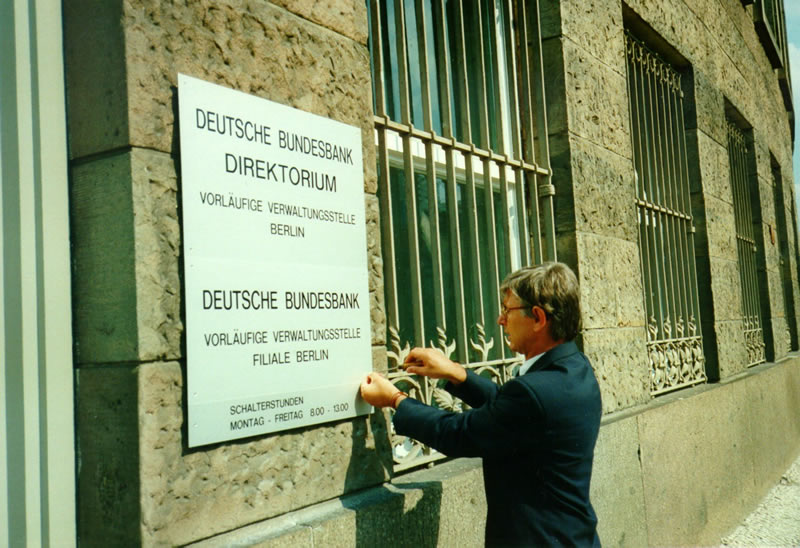 DEUTSCHE BUNDESBANK
DIREKTORIUM
VORLÄUFIGE VERWALTUNGSSTELLE
BERLIN
DEUTSCHE BUNDESBANK
VORLÄUFIGE VERWALTUNGSSTELLE
FILIALE BERLIN
SCHALTERSTUNDEN
MONTAG - FREITAG 8.00 - 13.00